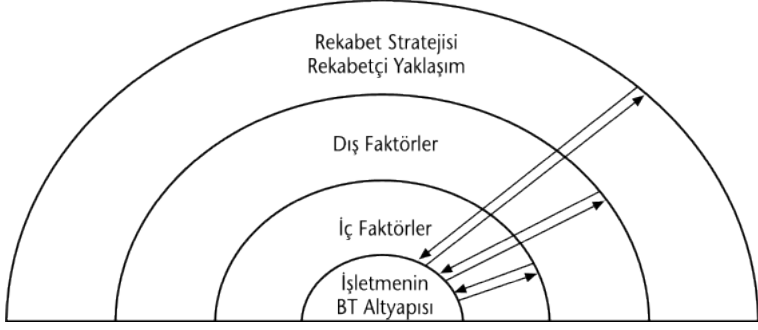 Rekabet Stratejisi
Rekabetçi Yaklaşım
Dış Faktörler
İç Faktörler
İşletmenin
BT Altyapısı